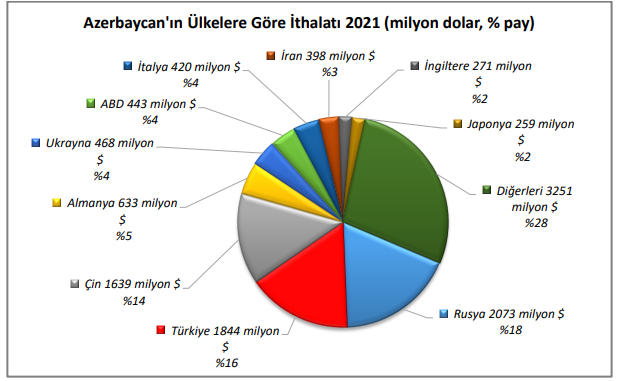 Azerbaycan'ın Ülkelere Göre İthalatı 2021 (milyon dolar, % pay)
İtalya 420 milyon $
%4
İran 398 milyon $
%3
İngiltere 271 milyon
$
%2
ABD 443 milyon $
%4
Japonya 259 milyon
$
%2
Ukrayna 468 milyon
$
%4
Almanya 633 milyon
$
%5
Diğerleri 3251
milyon $
%28
Çin 1639 milyon $
%14
Rusya 2073 milyon $
%18
Türkiye 1844 milyon
$
%16